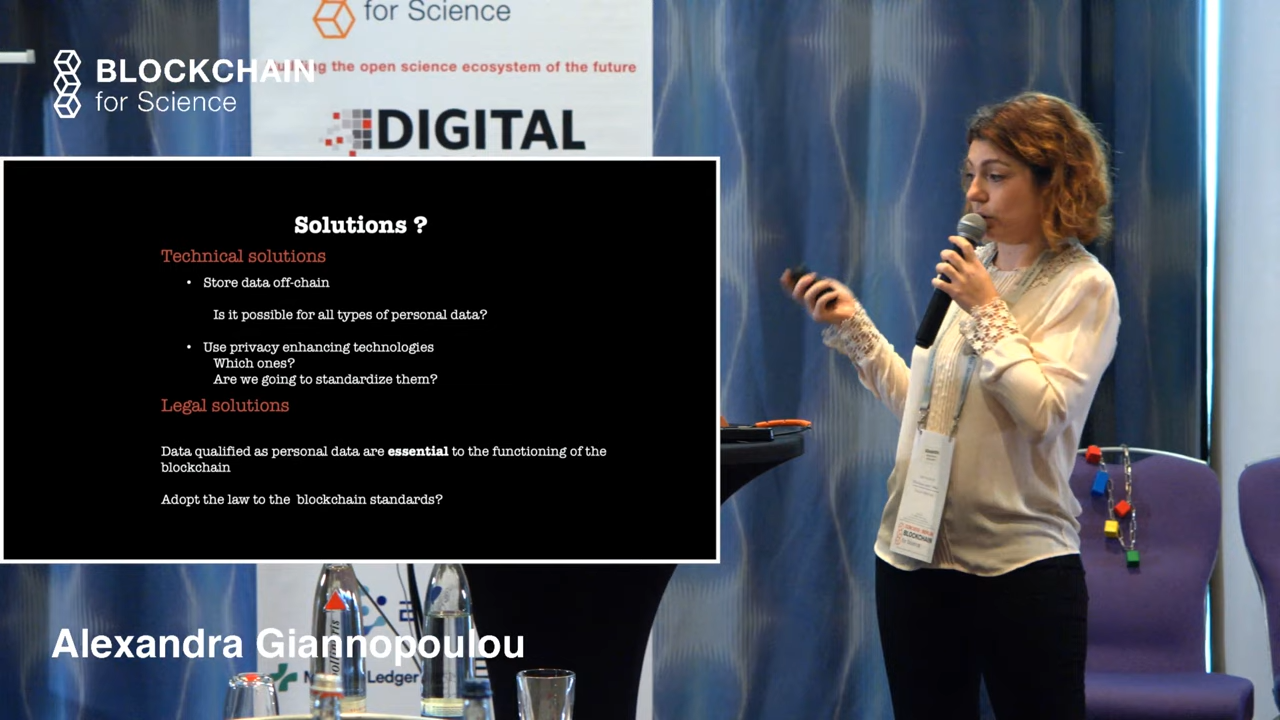 for Science
BLOCKCHAIN
for Science
the open science ecosystem of the future
DIGITAL
Solutions ?
Technical solutions
• Store data off-chain
Is it possible for all types of personal data?
• Use privacy enhancing technologies
Which ones?
Are we going to standardize them?
Legal solutions
Data qualified as personal data are essential to the functioning of the
blockchain
Adopt the law to the blockchain standards?
BLOCKCHAIN
for Science
Alexandra Giannopoulou
Ledger